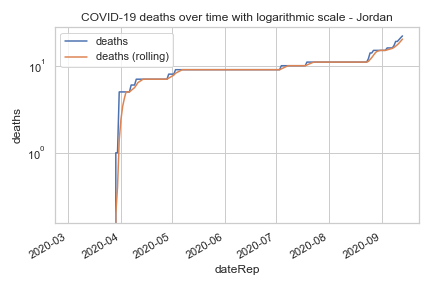 COVID-19 deaths over time with logarithmic scale - Jordan
deaths
deaths (rolling)
10¹
10⁰
deaths
2020-03
2020-04
2020-05
2020-06
2020-07
2020-08
2020-09
dateRep